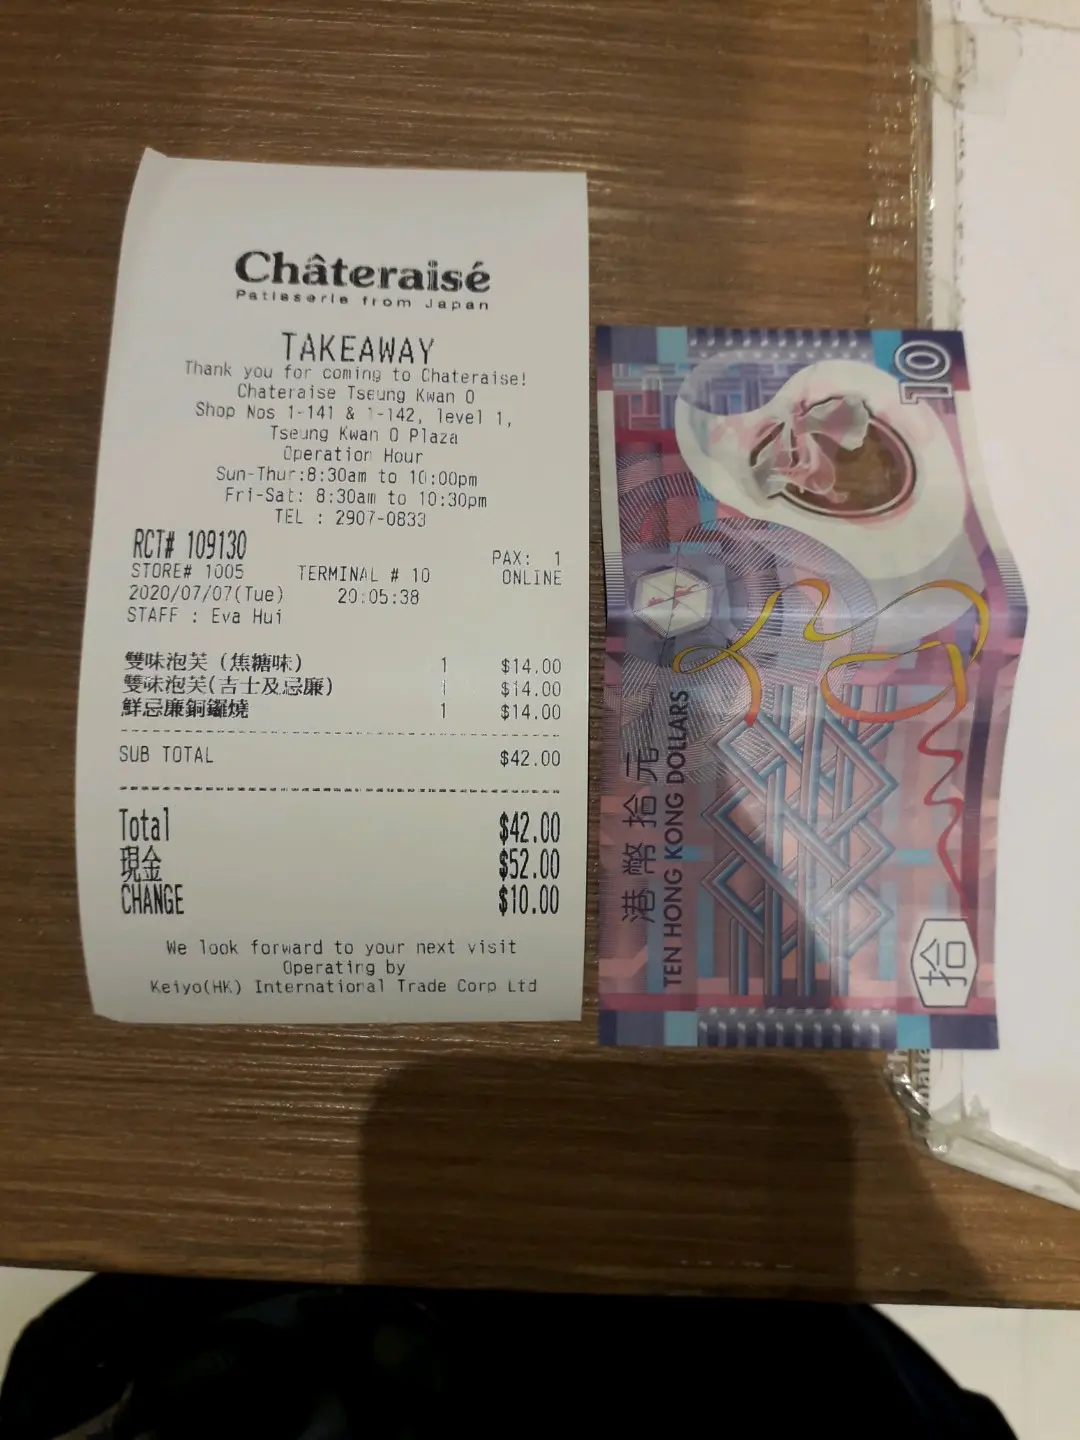 Châteraisé
Patisserie from Japan
TAKEAWAY
Thank you for coming to Chateraise!
Chateraise Tseung Kwan O
Shop Nos 1-141 & 1-142, level 1,
Tseung Kwan O Plaza
Operation Hour
Sun-Thur:8:30am to 10:00pm
Fri-Sat: 8:30am to 10:30pm
TEL : 2907-0833
RCT# 109130
PAX: 1
STORE# 1005 TERMINAL # 10 ONLINE
2020/07/07(Tue) 20:05:38
STAFF : Eva Hui
雙味泡芙 (焦糖味) 1 $14.00
雙味泡芙(吉士及忌廉) 1 $14.00
鮮忌廉銅鑼燒 1 $14.00
SUB TOTAL $42.00
Total $42.00
現金 $52.00
CHANGE $10.00
We look forward to your next visit
Operating by
Keiyo(HK) International Trade Corp Ltd
10
港幣拾元
TEN HONG KONG DOLLARS
拾